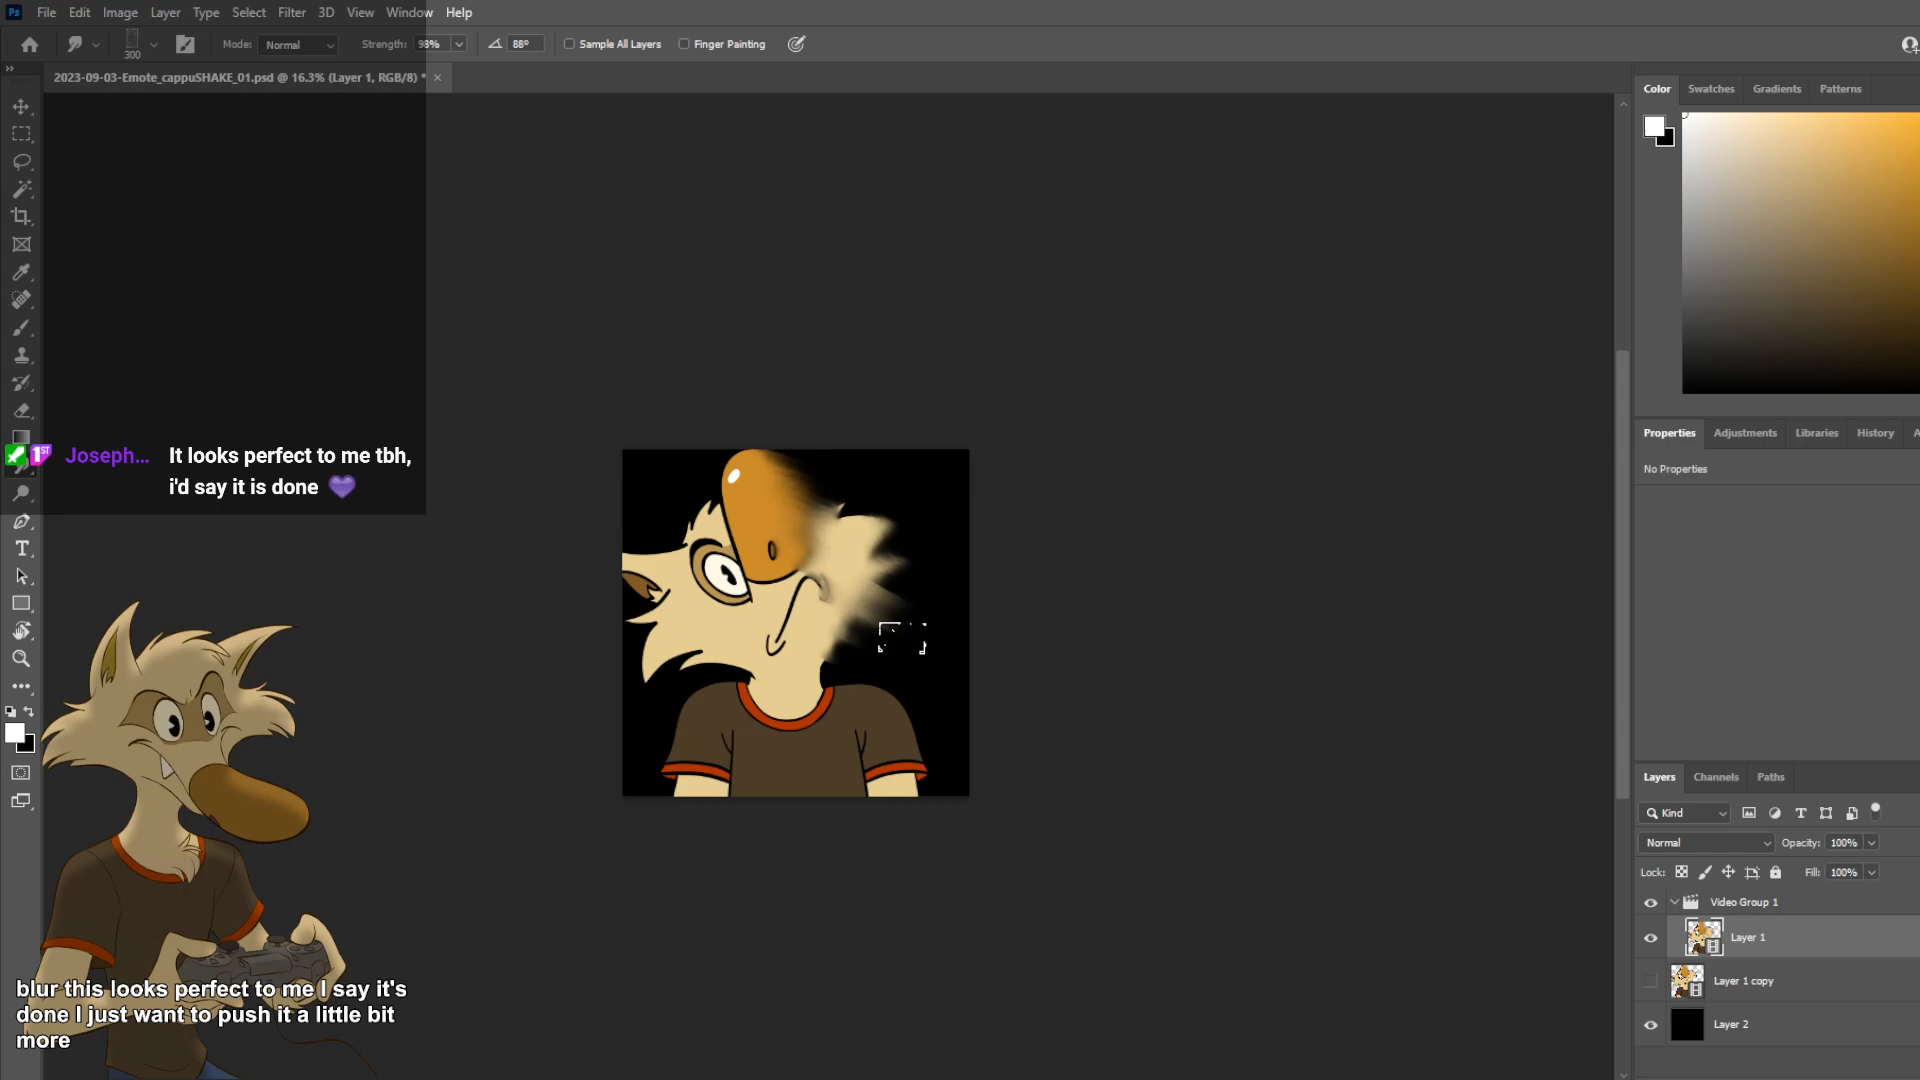 Ps File Edit Image Layer Type Select Filter 3D View Window Help
300 Mode: Normal Strength: 98% 88° Sample All Layers Finger Painting
2023-09-03-Emote_cappuSHAKE_01.psd @ 16.3% (Layer 1, RGB/8) *
Color Swatches Gradients Patterns
Properties Adjustments Libraries History A
No Properties
1ST Joseph... It looks perfect to me tbh,
i'd say it is done
Layers Channels Paths
Kind
Normal Opacity: 100%
Lock: Fill: 100%
Video Group 1
Layer 1
Layer 1 copy
Layer 2
blur this looks perfect to me I say it's
done I just want to push it a little bit
more